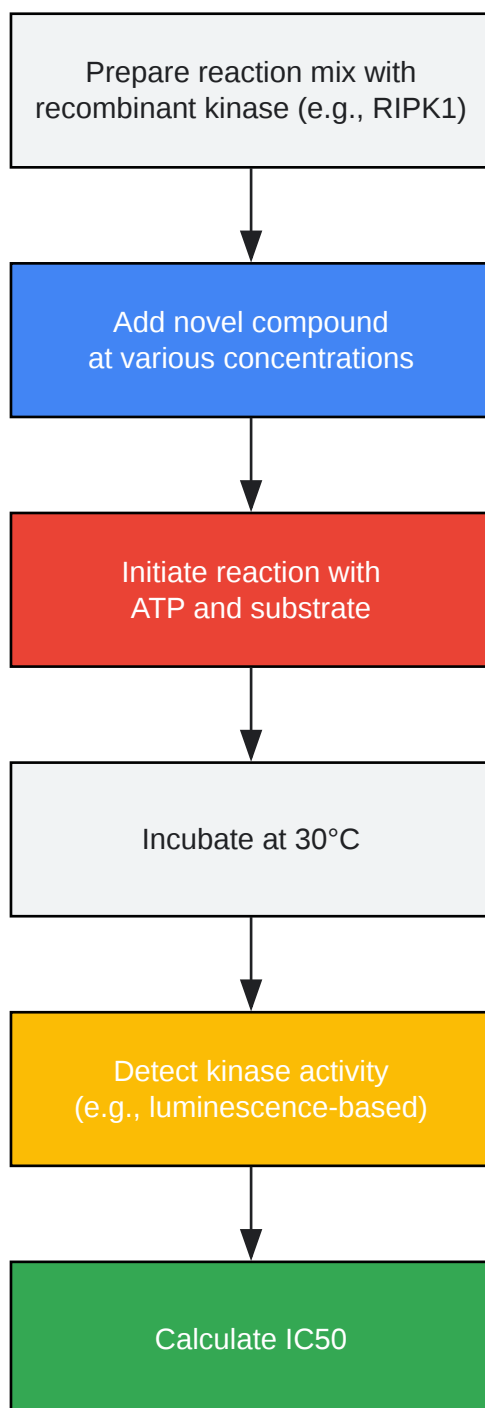 Prepare reaction mix with
recombinant kinase (e.g., RIPK1)
Add novel compound
at various concentrations
Initiate reaction with
ATP and substrate
Incubate at 30°C
Detect kinase activity
(e.g., luminescence-based)
Calculate IC50